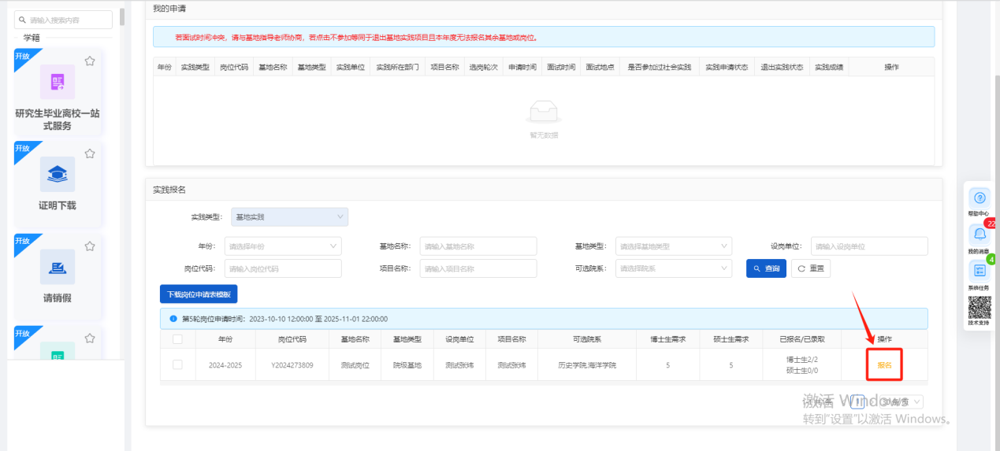 请输入搜索内容
学籍
开放
研究生毕业离校一站
式服务
开放
证明下载
开放
请销假
开放
我的申请
若面试时间冲突，请与基地指导老师协商，若点击不参加等同于退出基地实践项目且本年度无法报名其余基地或岗位。
年份 实践类型 岗位代码 基地名称 基地类型 实践单位 实践所在部门 项目名称 选岗轮次 申请时间 面试时间 面试地点 是否参加过社会实践 实践申请状态 退出实践状态 实践成绩 操作
暂无数据
实践报名
实践类型： 基地实践
年份： 请选择年份 基地名称： 请输入基地名称 基地类型： 请选择基地类型 设岗单位： 请输入设岗单位
岗位代码： 请输入岗位代码 项目名称： 请输入项目名称 可选院系： 请选择院系 查询 重置
下载岗位申请表模板
第5轮岗位申请时间：2023-10-10 12:00:00 至 2025-11-01 22:00:00
年份 岗位代码 基地名称 基地类型 设岗单位 项目名称 可选院系 博士生需求 硕士生需求 已报名/已录取 操作
2024-2025 Y2024273809 测试岗位 院级基地 测试张炜 测试张炜 历史学院,海洋学院 5 5 博士生2/2 报名
硕士生0/0
激活 Windows
转到"设置"以激活 Windows。
帮助中心
22
我的消息
4
系统任务
技术支持